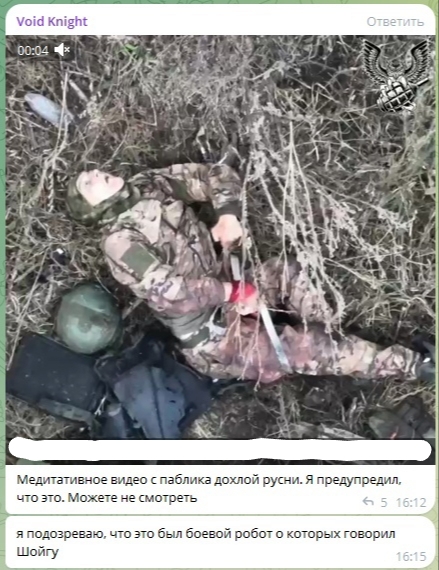 Void Knight
Ответить
00:04
Медитативное видео с паблика дохлой русни. Я предупредил,
что это. Можете не смотреть
5 16:12
я подозреваю, что это был боевой робот о которых говорил
Шойгу
16:15